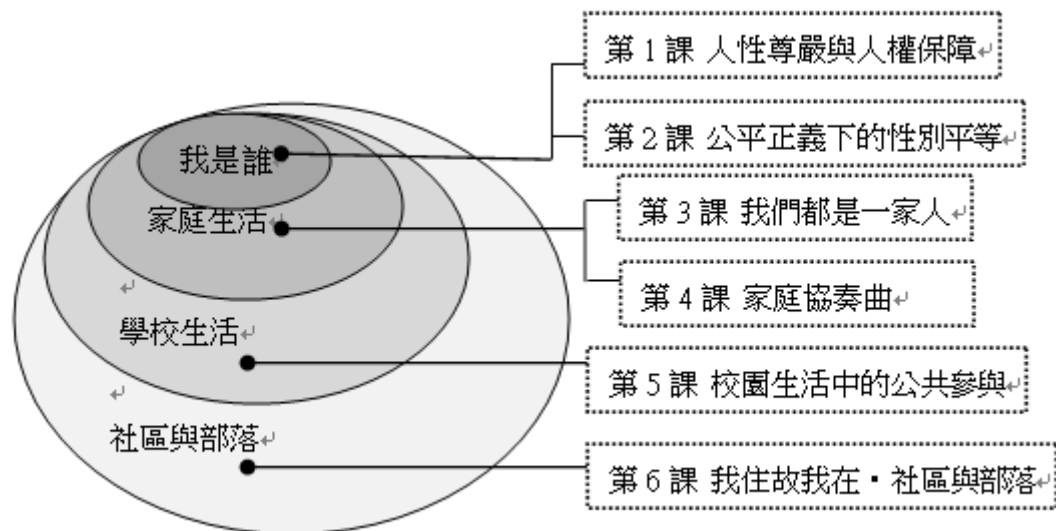 第 1 課 人性尊嚴與人權保障
第 2 課 公平正義下的性別平等
我是誰
第 3 課 我們都是一家人
家庭生活
第 4 課 家庭協奏曲
學校生活
第 5 課 校園生活中的公共參與
社區與部落
第 6 課 我住故我在·社區與部落